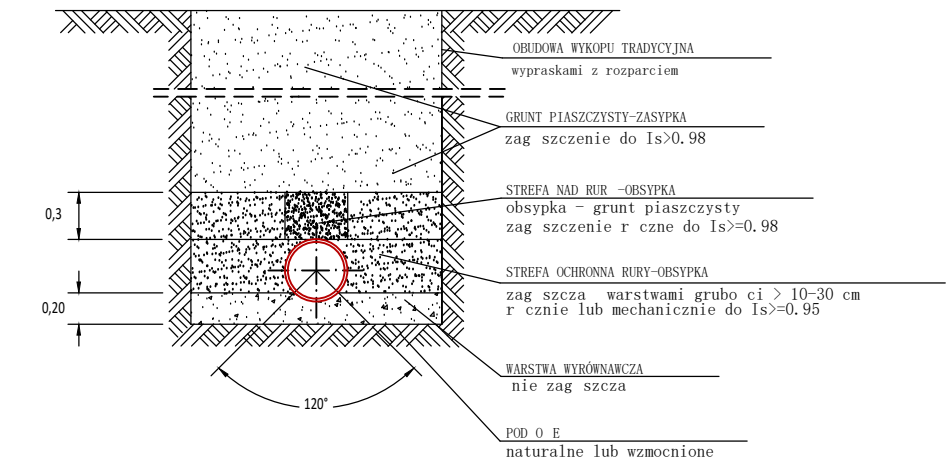 OBUDOWA WYKOPU TRADYCYJNA
wypraskami z rozparciem
GRUNT PIASZCZYSTY-ZASYPKA
zag szczenie do Is>0.98
STREFA NAD RUR -OBSYPKA
obsypka - grunt piaszczysty
zag szczenie r czne do Is>=0.98
0,3
STREFA OCHRONNA RURY-OBSYPKA
zag szcza warstwami grubo ci > 10-30 cm
r cznie lub mechanicznie do Is>=0.95
0,20
WARSTWA WYRÓWNAWCZA
nie zag szcza
120°
POD O E
naturalne lub wzmocnione